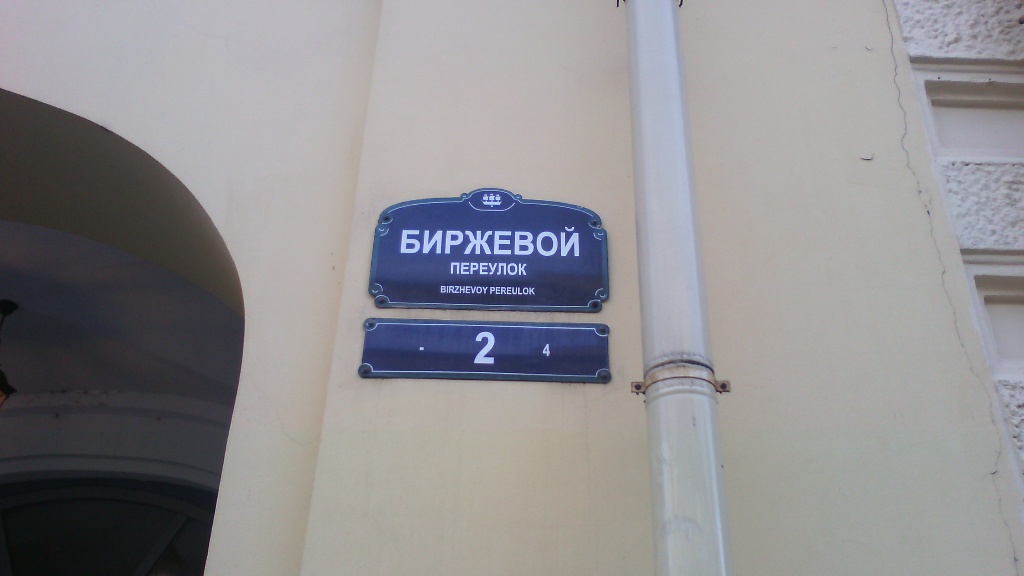 БИРЖЕВОЙ
ПЕРЕУЛОК
BIRZHEVOY PEREULOK
- 2 4